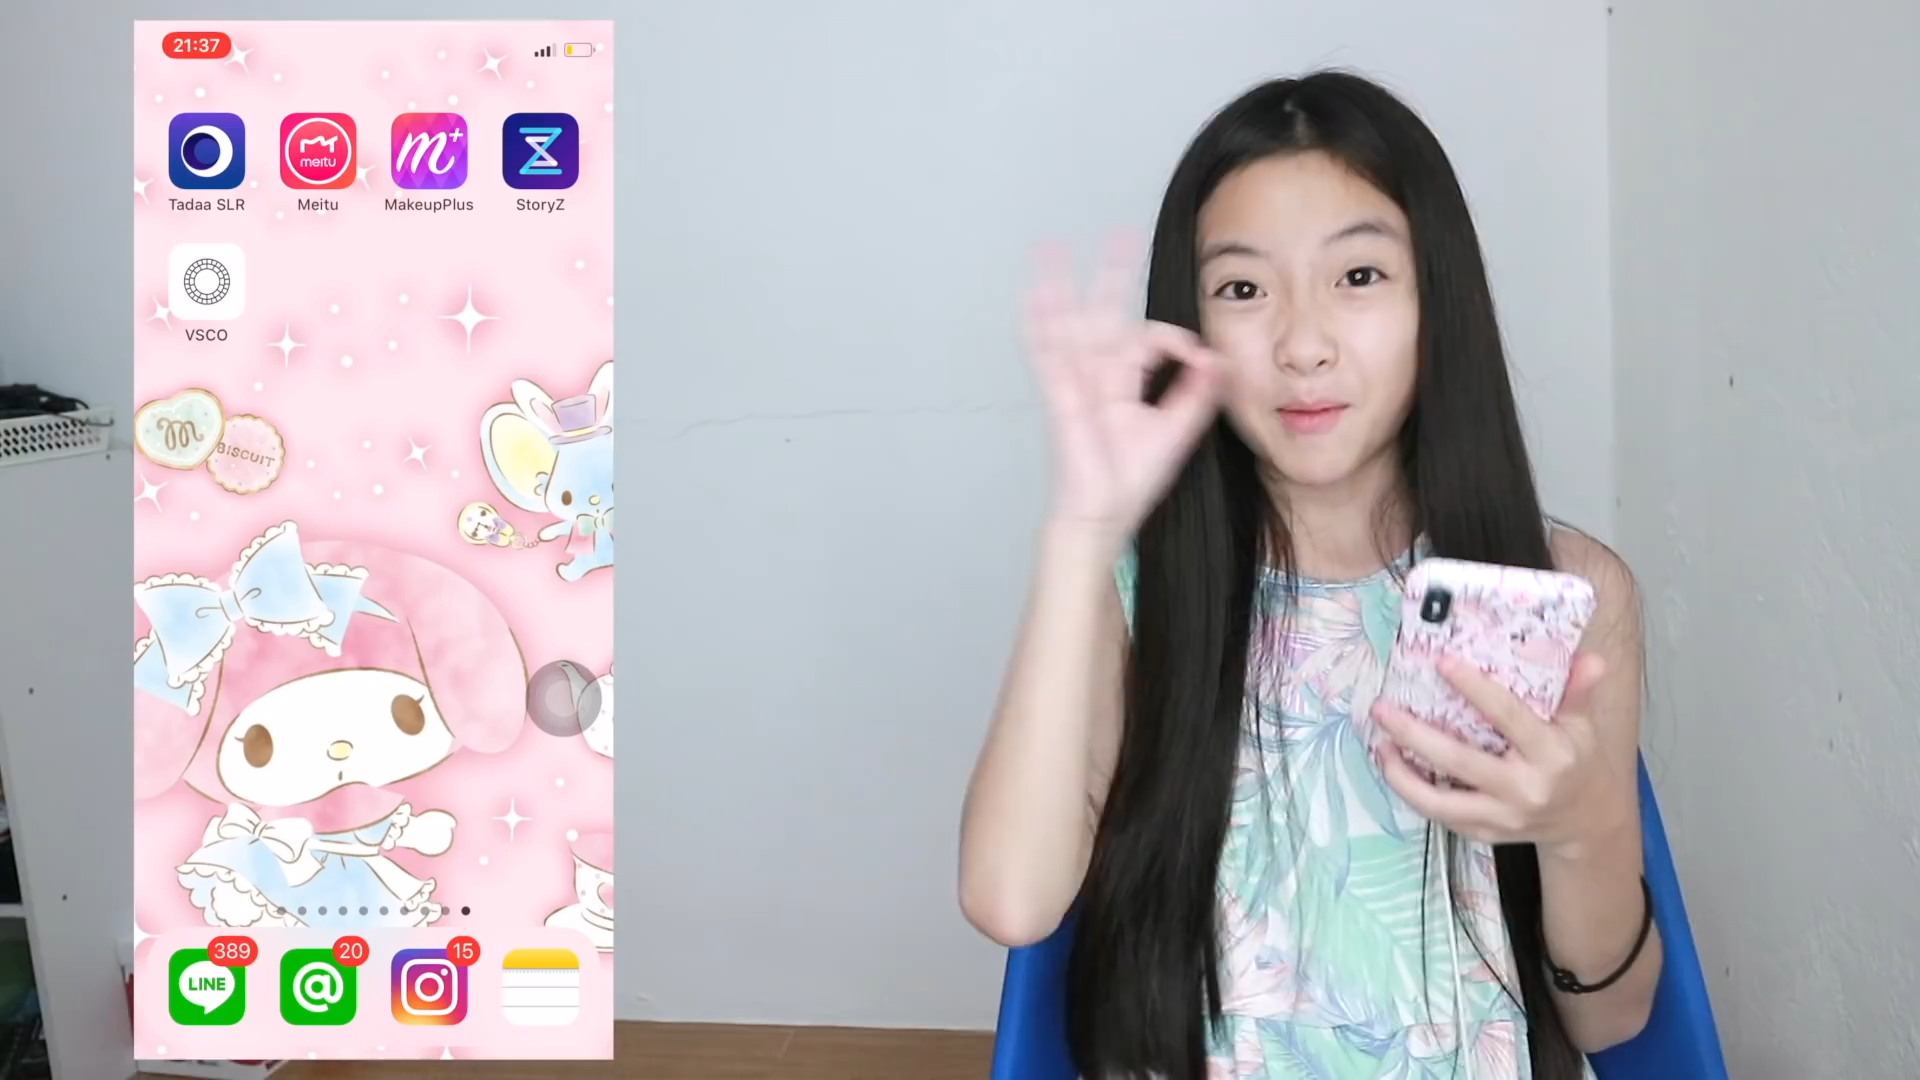 21:37
meitu
m+
Tadaa SLR
Meitu
MakeupPlus
StoryZ
VSCO
m
BISCUIT
389
20
15
LINE
@